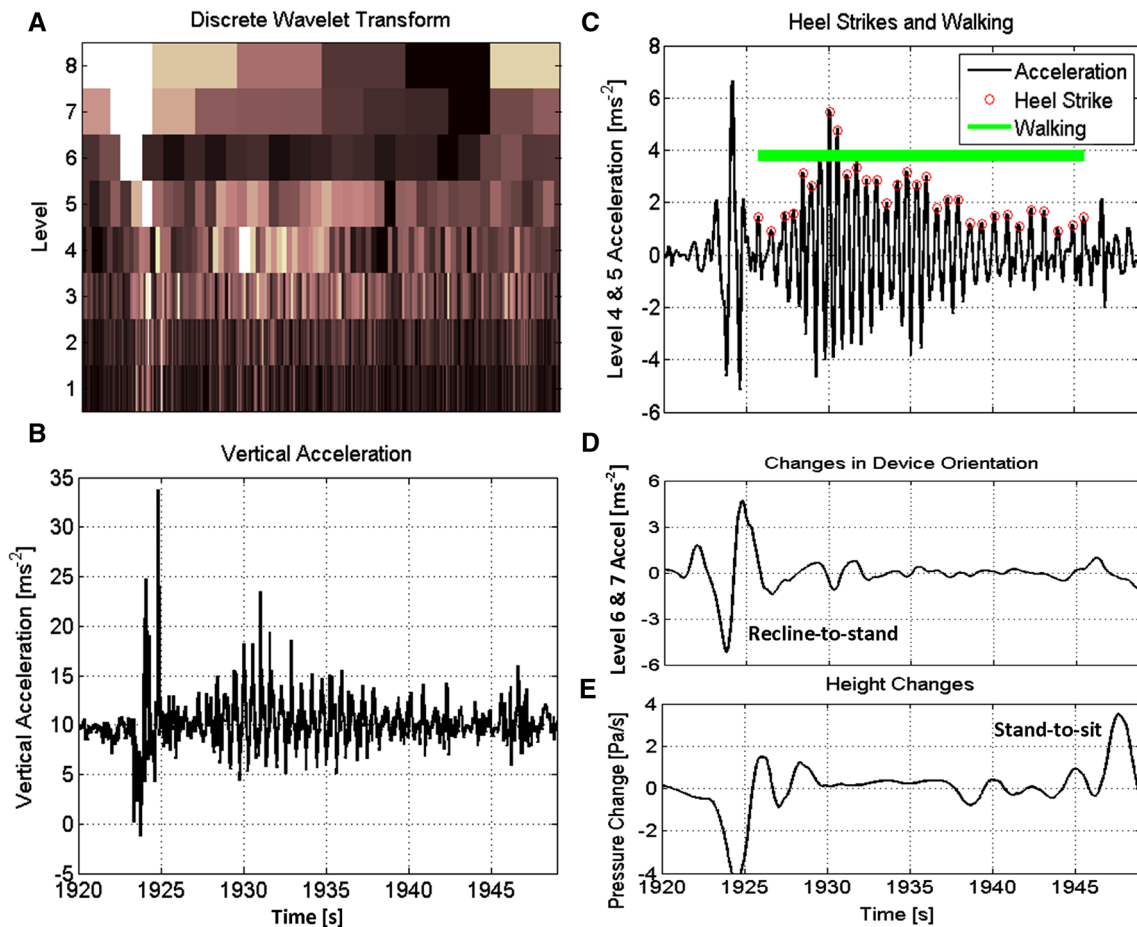 A
Discrete Wavelet Transform
Level
8
7
6
5
4
3
2
1
B
Vertical Acceleration
Vertical Acceleration [ms-2]
35
30
25
20
15
10
5
0
-5
1920 1925 1930 1935 1940 1945
Time [s]
C
Heel Strikes and Walking
Level 4 & 5 Acceleration [ms-2]
8
6
4
2
0
-2
-4
-6
Acceleration
Heel Strike
Walking
D
Changes in Device Orientation
Level 6 & 7 Accel [ms-2]
6
3
0
-3
-6
Recline-to-stand
E
Height Changes
Pressure Change [Pa/s]
4
2
0
-2
-4
Stand-to-sit
1920 1925 1930 1935 1940 1945
Time [s]